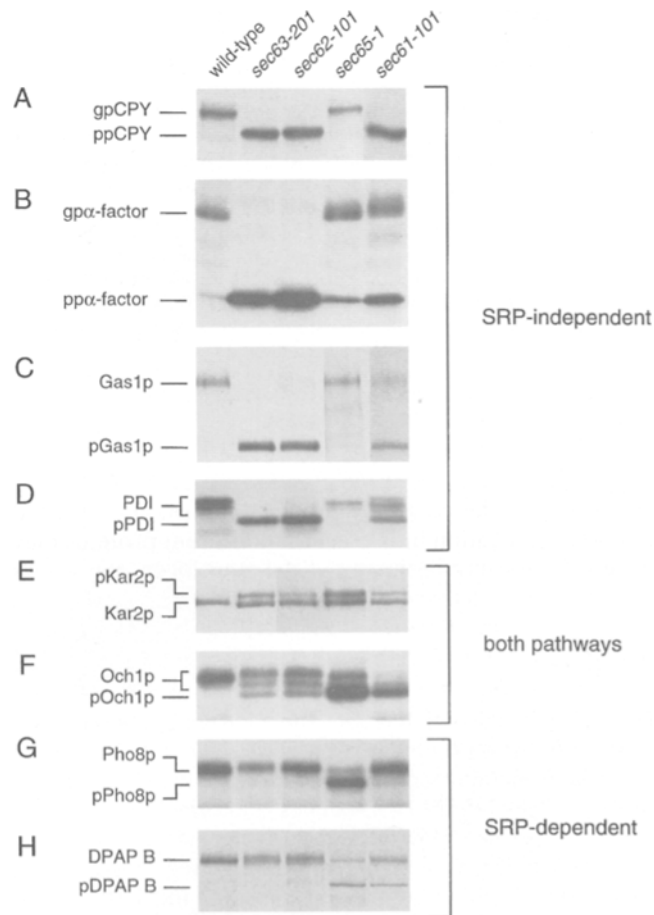 wild-type sec63-201 sec62-101 sec65-1 sec61-101
A
gpCPY
ppCPY
B
gpα-factor
ppα-factor
SRP-independent
C
Gas1p
pGas1p
D
PDI
pPDI
E
pKar2p
Kar2p
both pathways
F
Och1p
pOch1p
G
Pho8p
pPho8p
SRP-dependent
H
DPAP B
pDPAP B